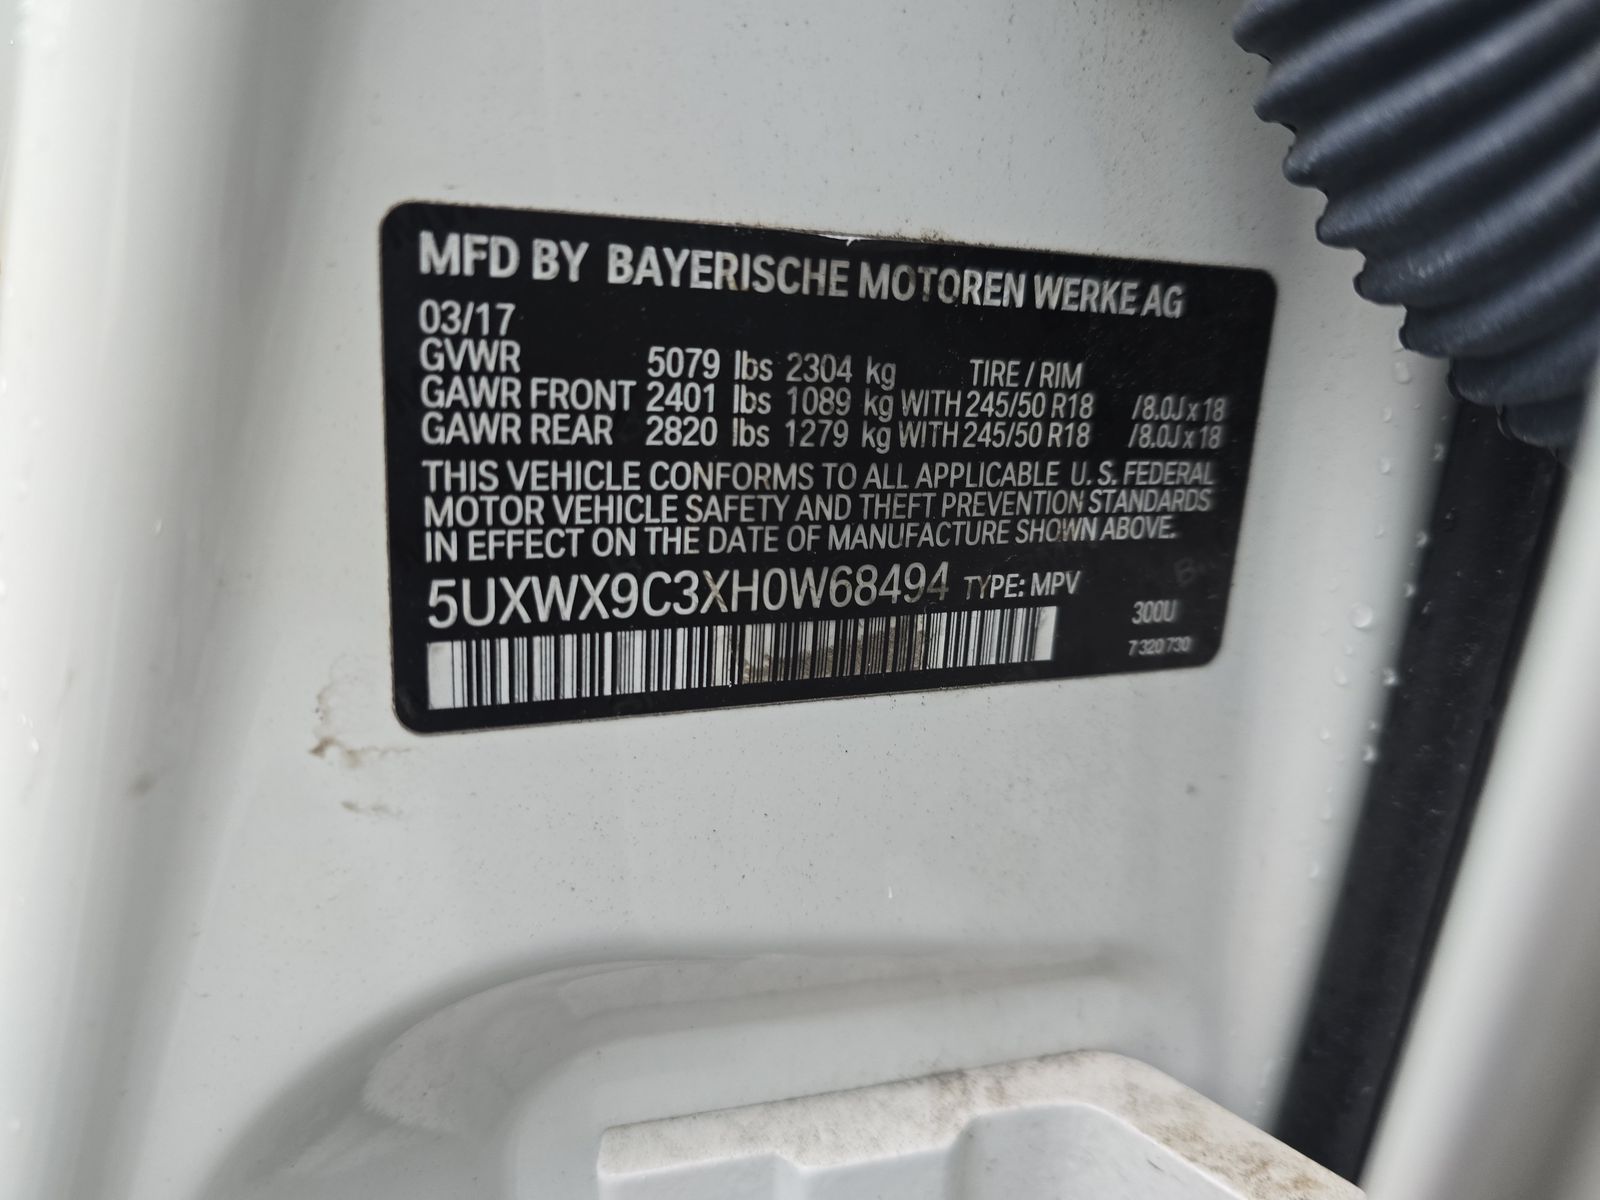 MFD BY BAYERISCHE MOTOREN WERKE AG
03/17
GVWR 5079 lbs 2304 kg TIRE / RIM
GAWR FRONT 2401 lbs 1089 kg WITH 245/50 R18 /8.0J x 18
GAWR REAR 2820 lbs 1279 kg WITH 245/50 R18 /8.0J x 18
THIS VEHICLE CONFORMS TO ALL APPLICABLE U.S. FEDERAL
MOTOR VEHICLE SAFETY AND THEFT PREVENTION STANDARDS
IN EFFECT ON THE DATE OF MANUFACTURE SHOWN ABOVE.
5UXWX9C3XH0W68494 TYPE: MPV
300U
7 320 730